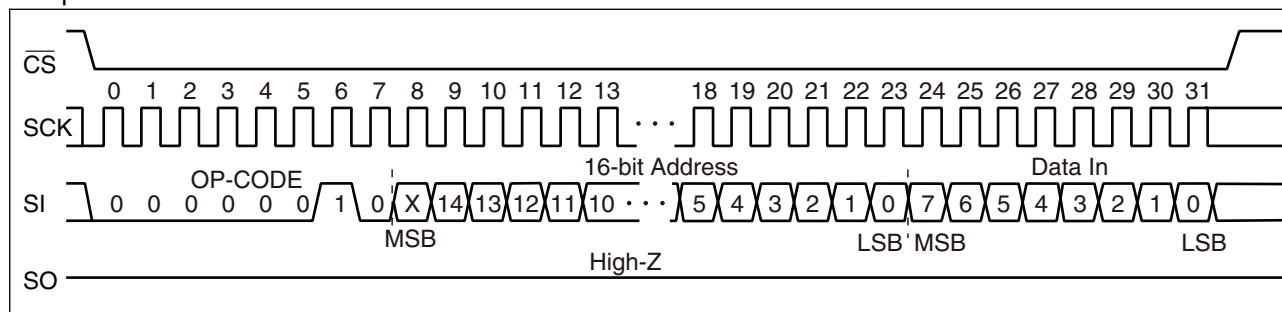 CS
0 1 2 3 4 5 6 7 8 9 10 11 12 13 18 19 20 21 22 23 24 25 26 27 28 29 30 31
SCK
OP-CODE 16-bit Address Data In
SI 0 0 0 0 0 0 1 0 X 14 13 12 11 10 ··· 5 4 3 2 1 0 7 6 5 4 3 2 1 0
MSB LSB MSB LSB
High-Z
SO